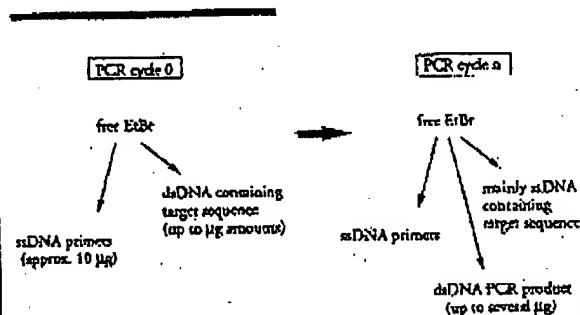 PCR cycle 0
free EtBr
dsDNA containing
target sequence
(up to µg amounts)
ssDNA primers
(approx. 10 µg)
PCR cycle n
free EtBr
mainly ssDNA
containing
target sequence
ssDNA primers
dsDNA PCR product
(up to several µg)